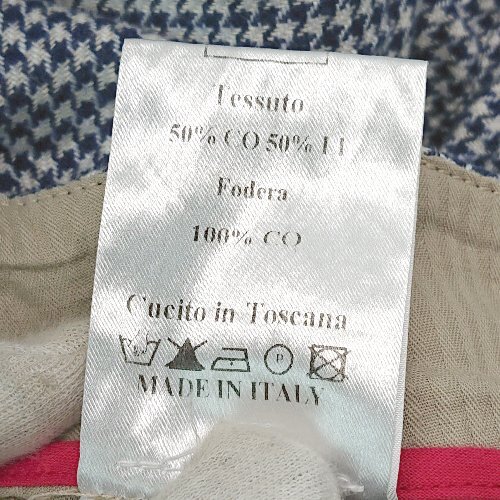 Tessuto
50% CO 50% LI
Fodera
100% CO
Cucito in Toscana
P
MADE IN ITALY